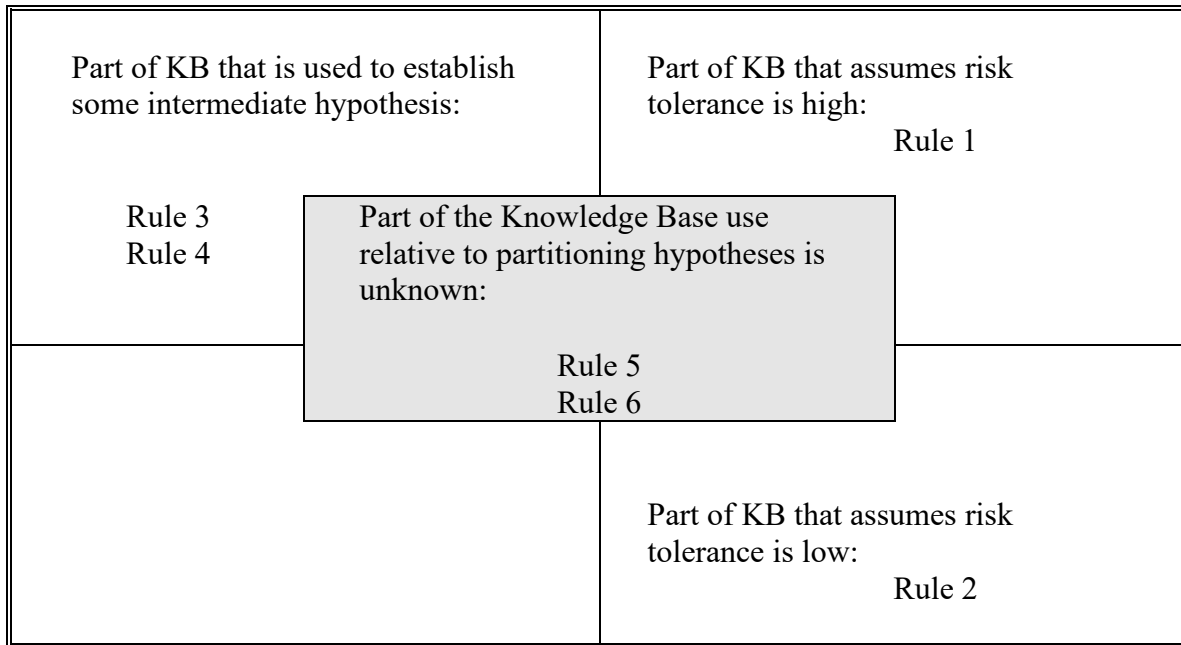 Part of KB that is used to establish
some intermediate hypothesis:
Rule 3
Rule 4
Part of KB that assumes risk
tolerance is high:
Rule 1
Part of the Knowledge Base use
relative to partitioning hypotheses is
unknown:
Rule 5
Rule 6
Part of KB that assumes risk
tolerance is low:
Rule 2